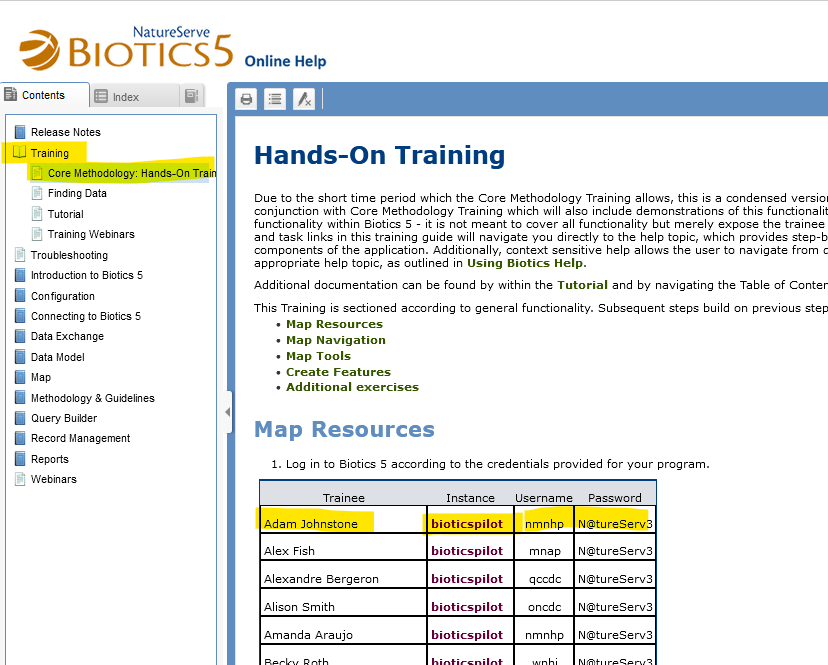 NatureServe
BIOTICS5 Online Help
Contents
Index
Release Notes
Training
Core Methodology: Hands-On Train
Finding Data
Tutorial
Training Webinars
Troubleshooting
Introduction to Biotics 5
Configuration
Connecting to Biotics 5
Data Exchange
Data Model
Map
Methodology & Guidelines
Query Builder
Record Management
Reports
Webinars
Hands-On Training
Due to the short time period which the Core Methodology Training allows, this is a condensed version
conjunction with Core Methodology Training which will also include demonstrations of this functionali
functionality within Biotics 5 - it is not meant to cover all functionality but merely expose the trainee
and task links in this training guide will navigate you directly to the help topic, which provides step-b
components of the application. Additionally, context sensitive help allows the user to navigate from
appropriate help topic, as outlined in Using Biotics Help.
Additional documentation can be found by within the Tutorial and by navigating the Table of Conten
This Training is sectioned according to general functionality. Subsequent steps build on previous step
• Map Resources
• Map Navigation
• Map Tools
• Create Features
• Additional exercises
Map Resources
1. Log in to Biotics 5 according to the credentials provided for your program.
Trainee Instance Username Password
Adam Johnstone bioticspilot nmnhp N@tureServ3
Alex Fish bioticspilot mnap N@tureServ3
Alexandre Bergeron bioticspilot qccdc N@tureServ3
Alison Smith bioticspilot oncdc N@tureServ3
Amanda Araujo bioticspilot nmnhp N@tureServ3
Becky Roth bioticspilot wnhi N@tureServ3